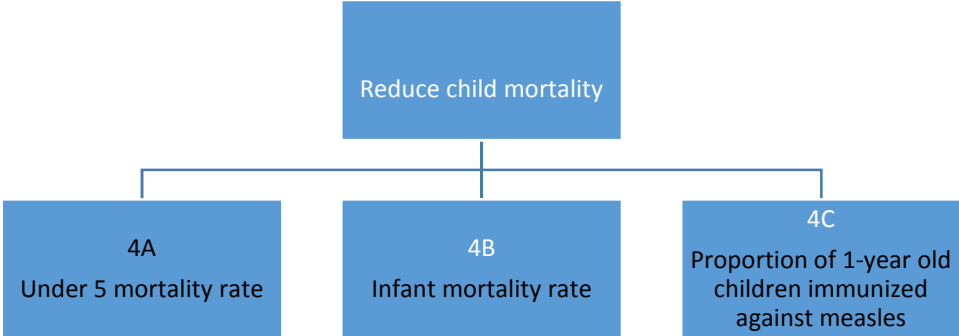 Reduce child mortality
4A
Under 5 mortality rate
4B
Infant mortality rate
4C
Proportion of 1-year old
children immunized
against measles